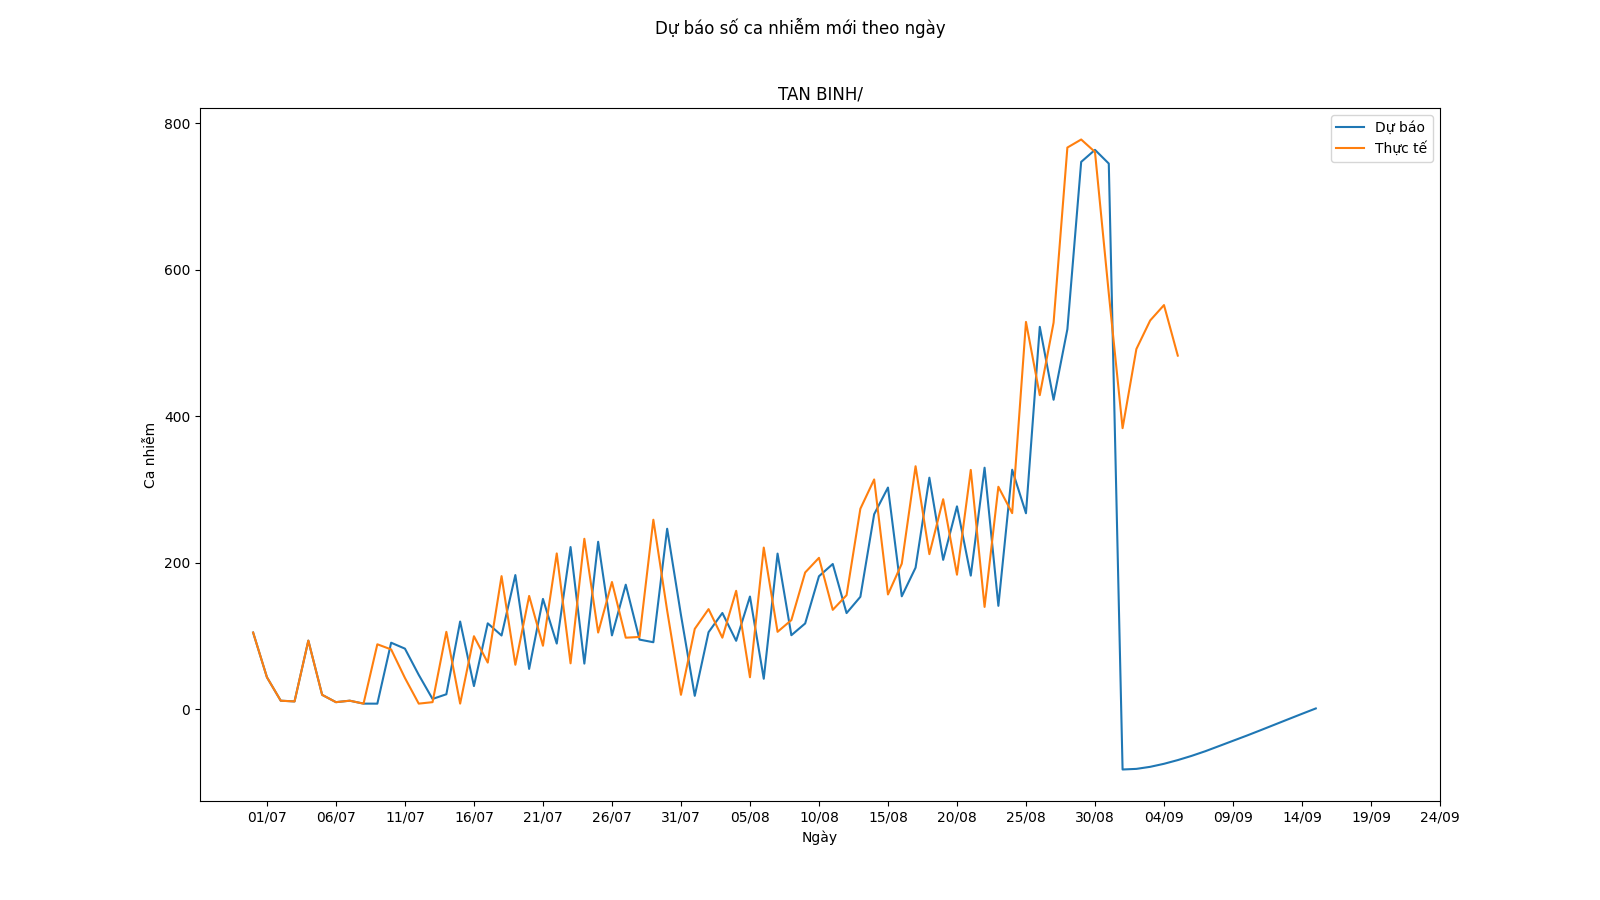 Dự báo số ca nhiễm mới theo ngày
TAN BINH/
Dự báo
Thực tế
800
600
400
200
0
Ca nhiễm
01/07 06/07 11/07 16/07 21/07 26/07 31/07 05/08 10/08 15/08 20/08 25/08 30/08 04/09 09/09 14/09 19/09 24/09
Ngày